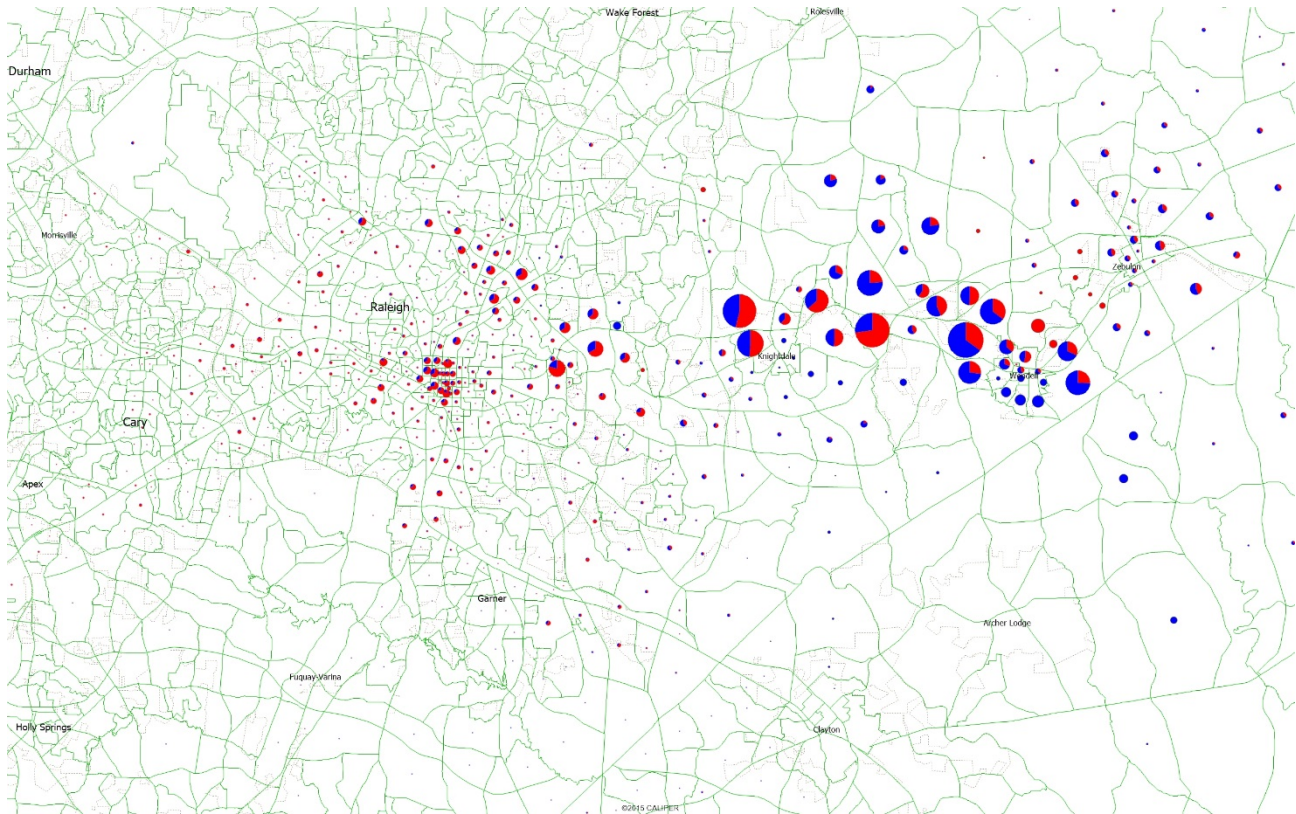 Wake Forest
Rolesville
Durham
Morrisville
Zebulon
Raleigh
Knightdale
Wendell
Cary
Apex
Garner
Archer Lodge
Fuquay-Varina
Holly Springs
Clayton
©2015 CALIPER